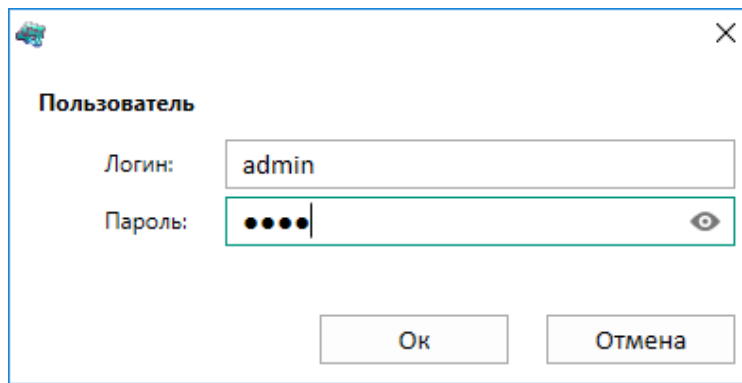 Пользователь
Логин: admin
Пароль: ●●●●
Ок Отмена